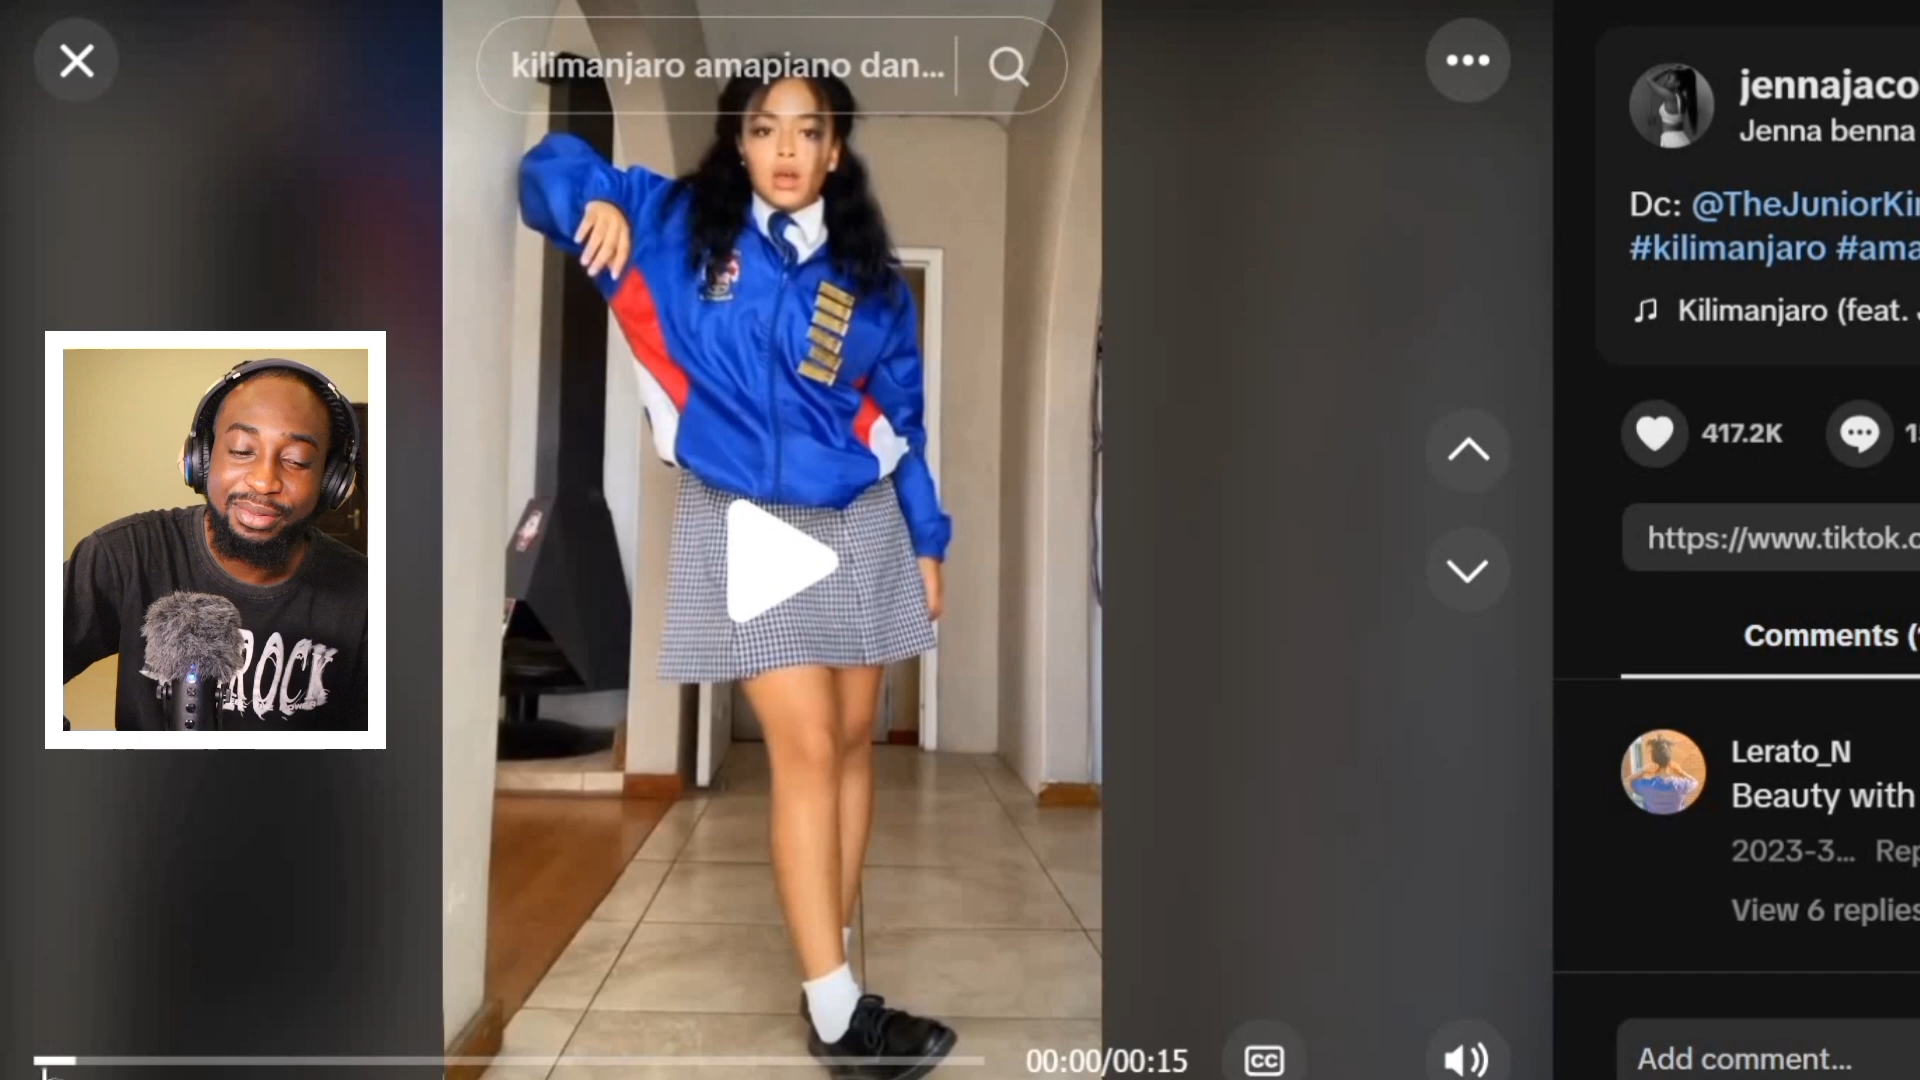 kilimanjaro amapiano dan...
jennajaco
Jenna benna
Dc: @TheJuniorKi
#kilimanjaro #ama
Kilimanjaro (feat.
417.2K
https://www.tiktok.c
Comments (
Lerato_N
Beauty with
2023-3... Rep
View 6 replies
Add comment...
00:00/00:15
CC
ROCK